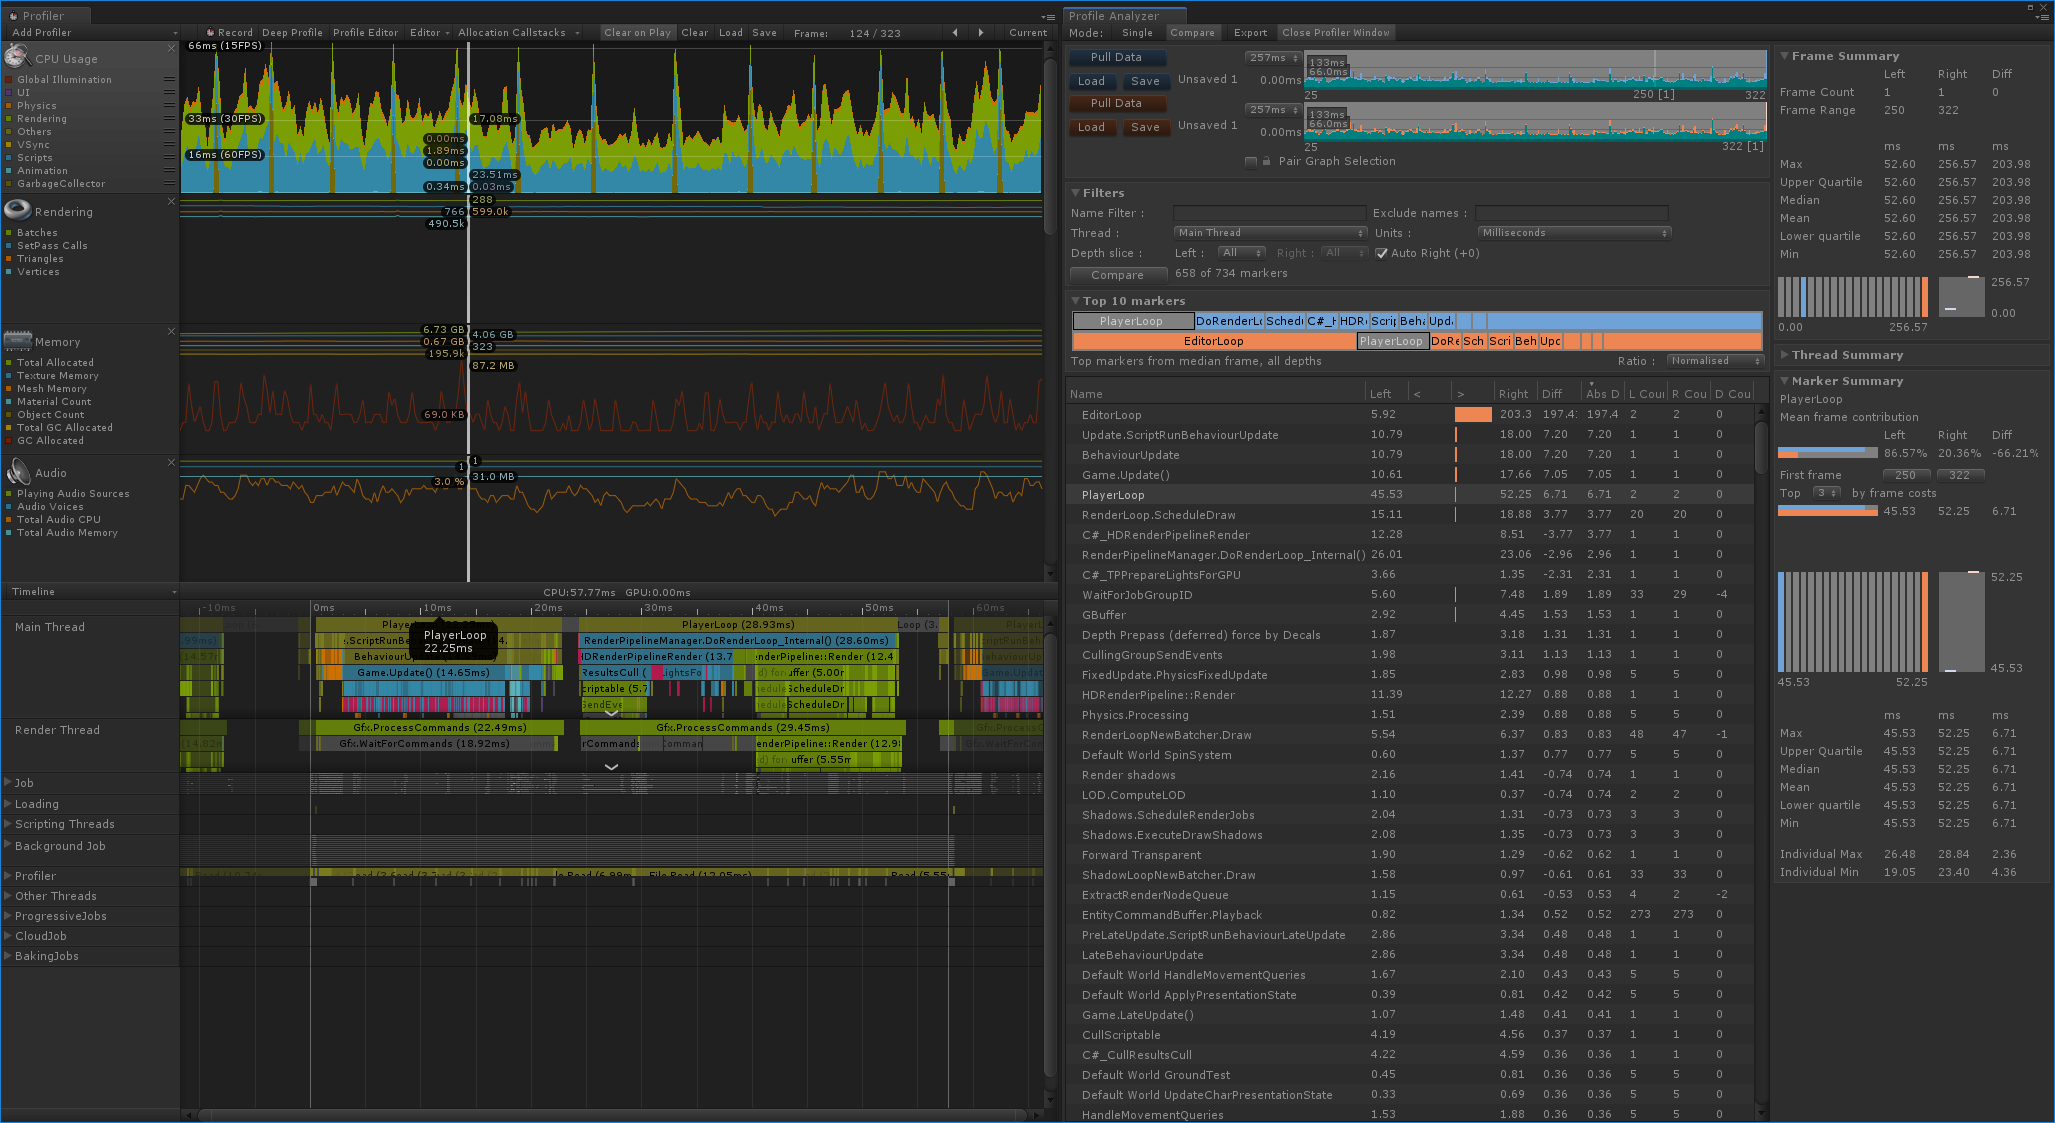 Profiler
Add Profiler
Record Deep Profile Profile Editor Editor Allocation Callstacks Clear on Play Clear Load Save Frame: 124 / 323 Current
CPU Usage
Global Illumination
UI
Physics
Rendering
Others
VSync
Scripts
Animation
GarbageCollector
66ms (15FPS)
33ms (30FPS)
16ms (60FPS)
17.08ms
0.00ms
1.89ms
0.00ms
23.51ms
0.34ms 0.03ms
Rendering
Batches
SetPass Calls
Triangles
Vertices
288
766 599.0k
490.5k
Memory
Total Allocated
Texture Memory
Mesh Memory
Material Count
Object Count
Total GC Allocated
GC Allocated
6.73 GB 4.06 GB
0.67 GB 323
195.9k
87.2 MB
69.0 KB
Audio
Playing Audio Sources
Audio Voices
Total Audio CPU
Total Audio Memory
1 1
3.0 % 31.0 MB
Timeline
CPU:57.77ms GPU:0.00ms
-10ms 0ms 10ms 20ms 30ms 40ms 50ms 60ms
Main Thread
PlayerLoop
22.25ms
PlayerLoop (28.93ms)
RenderPipelineManager.DoRenderLoop_Internal() (28.60ms)
HDRenderPipelineRender (13.7 nderPipeline::Render (12.4
Game.Update() (14.65ms) ResultsCull ( uffer (5.00r
criptable (5.7 ScheduleDr
ScheduleDr
Render Thread
Gfx.ProcessCommands (22.49ms) Gfx.ProcessCommands (29.45ms)
Gfx.WaitForCommands (18.92ms) rCommands enderPipeline::Render (12.9
uffer (5.55m
Job
Loading
Scripting Threads
Background Job
Profiler
Other Threads
ProgressiveJobs
CloudJob
BakingJobs
Profile Analyzer
Mode: Single Compare Export Close Profiler Window
Pull Data
Load Save Unsaved 1
257ms
0.00ms
133ms
66.0ms
25 250 [1] 322
Pull Data
Load Save Unsaved 1
257ms
0.00ms
133ms
66.0ms
25 322 [1]
Pair Graph Selection
Filters
Name Filter : Exclude names :
Thread : Main Thread Units : Milliseconds
Depth slice : Left : All Right : All Auto Right (+0)
Compare 658 of 734 markers
Top 10 markers
PlayerLoop DoRenderL Sched C#_H HDR Scrip Beha Upd
EditorLoop PlayerLoop DoRe Sch Scri Beh Upc
Top markers from median frame, all depths Ratio : Normalised
Name Left < > Right Diff Abs D L Cou R Cou D Cou
EditorLoop 5.92 203.3 197.4 197.4 2 2 0
Update.ScriptRunBehaviourUpdate 10.79 18.00 7.20 7.20 1 1 0
BehaviourUpdate 10.79 18.00 7.20 7.20 1 1 0
Game.Update() 10.61 17.66 7.05 7.05 1 1 0
PlayerLoop 45.53 52.25 6.71 6.71 2 2 0
RenderLoop.ScheduleDraw 15.11 18.88 3.77 3.77 20 20 0
C#_HDRenderPipelineRender 12.28 8.51 -3.77 3.77 1 1 0
RenderPipelineManager.DoRenderLoop_Internal() 26.01 23.06 -2.96 2.96 1 1 0
C#_TPPrepareLightsForGPU 3.66 1.35 -2.31 2.31 1 1 0
WaitForJobGroupID 5.60 7.48 1.89 1.89 33 29 -4
GBuffer 2.92 4.45 1.53 1.53 1 1 0
Depth Prepass (deferred) force by Decals 1.87 3.18 1.31 1.31 1 1 0
CullingGroupSendEvents 1.98 3.11 1.13 1.13 1 1 0
FixedUpdate.PhysicsFixedUpdate 1.85 2.83 0.98 0.98 5 5 0
HDRenderPipeline::Render 11.39 12.27 0.88 0.88 1 1 0
Physics.Processing 1.51 2.39 0.88 0.88 5 5 0
RenderLoopNewBatcher.Draw 5.54 6.37 0.83 0.83 48 47 -1
Default World SpinSystem 0.60 1.37 0.77 0.77 5 5 0
Render shadows 2.16 1.41 -0.74 0.74 1 1 0
LOD.ComputeLOD 1.10 0.37 -0.74 0.74 2 2 0
Shadows.ScheduleRenderJobs 2.04 1.31 -0.73 0.73 3 3 0
Shadows.ExecuteDrawShadows 2.08 1.35 -0.73 0.73 3 3 0
Forward Transparent 1.90 1.29 -0.62 0.62 1 1 0
ShadowLoopNewBatcher.Draw 1.58 0.97 -0.61 0.61 33 33 0
ExtractRenderNodeQueue 1.15 0.61 -0.53 0.53 4 2 -2
EntityCommandBuffer.Playback 0.82 1.34 0.52 0.52 273 273 0
PreLateUpdate.ScriptRunBehaviourLateUpdate 2.86 3.34 0.48 0.48 1 1 0
LateBehaviourUpdate 2.86 3.34 0.48 0.48 1 1 0
Default World HandleMovementQueries 1.67 2.10 0.43 0.43 5 5 0
Default World ApplyPresentationState 0.39 0.81 0.42 0.42 5 5 0
Game.LateUpdate() 1.07 1.48 0.41 0.41 1 1 0
CullScriptable 4.19 4.56 0.37 0.37 1 1 0
C#_CullResultsCull 4.22 4.59 0.36 0.36 1 1 0
Default World GroundTest 0.45 0.81 0.36 0.36 5 5 0
Default World UpdateCharPresentationState 0.33 0.69 0.36 0.36 5 5 0
HandleMovementQueries 1.53 1.88 0.36 0.36 5 5 0
Frame Summary
Left Right Diff
Frame Count 1 1 0
Frame Range 250 322
ms ms ms
Max 52.60 256.57 203.98
Upper Quartile 52.60 256.57 203.98
Median 52.60 256.57 203.98
Mean 52.60 256.57 203.98
Lower quartile 52.60 256.57 203.98
Min 52.60 256.57 203.98
256.57
0.00
0.00 256.57
Thread Summary
Marker Summary
PlayerLoop
Mean frame contribution
Left Right Diff
86.57% 20.36% -66.21%
First frame 250 322
Top 3 by frame costs
45.53 52.25 6.71
52.25
45.53
45.53 52.25
ms ms ms
Max 45.53 52.25 6.71
Upper Quartile 45.53 52.25 6.71
Median 45.53 52.25 6.71
Mean 45.53 52.25 6.71
Lower quartile 45.53 52.25 6.71
Min 45.53 52.25 6.71
Individual Max 26.48 28.84 2.36
Individual Min 19.05 23.40 4.36